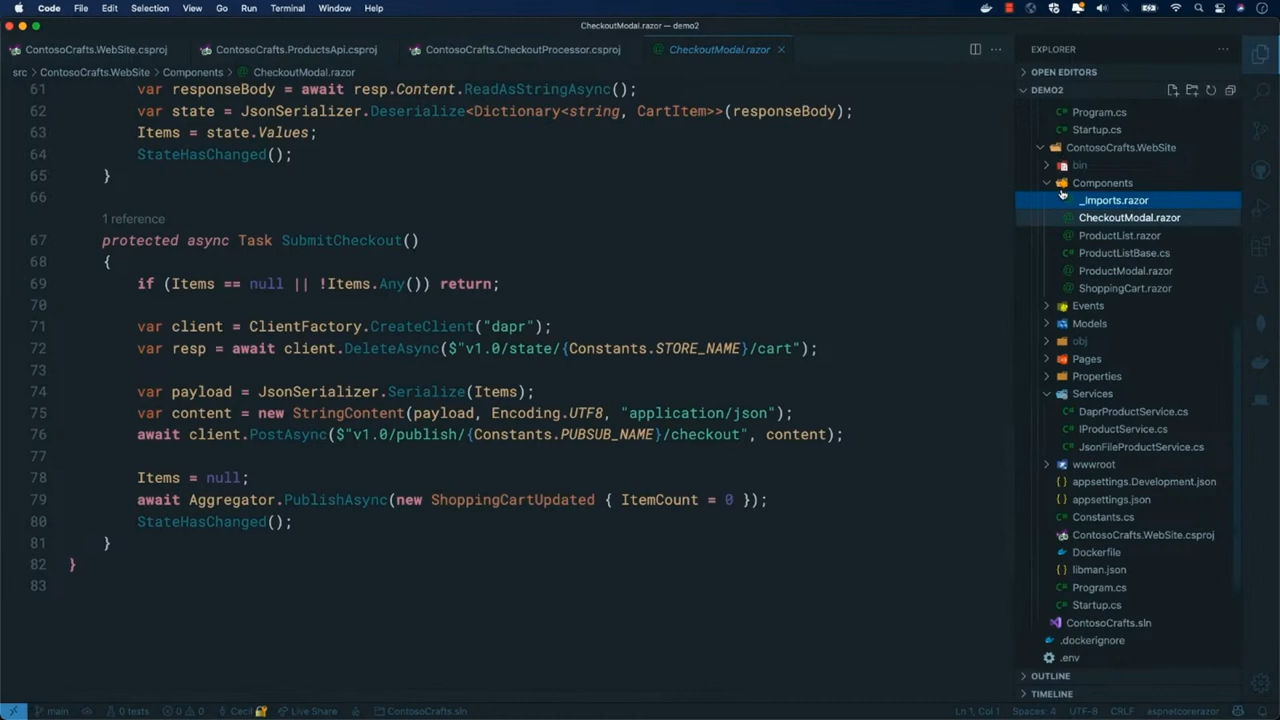 Code File Edit Selection View Go Run Terminal Window Help
CheckoutModal.razor — demo2
ContosoCrafts.WebSite.csproj ContosoCrafts.ProductsApi.csproj ContosoCrafts.CheckoutProcessor.csproj CheckoutModal.razor
src > ContosoCrafts.WebSite > Components > CheckoutModal.razor
61 var responseBody = await resp.Content.ReadAsStringAsync();
62 var state = JsonSerializer.Deserialize<Dictionary<string, CartItem>>(responseBody);
63 Items = state.Values;
64 StateHasChanged();
65 }
66
1 reference
67 protected async Task SubmitCheckout()
68 {
69 if (Items == null || !Items.Any()) return;
70
71 var client = ClientFactory.CreateClient("dapr");
72 var resp = await client.DeleteAsync($"v1.0/state/{Constants.STORE_NAME}/cart");
73
74 var payload = JsonSerializer.Serialize(Items);
75 var content = new StringContent(payload, Encoding.UTF8, "application/json");
76 await client.PostAsync($"v1.0/publish/{Constants.PUBSUB_NAME}/checkout", content);
77
78 Items = null;
79 await Aggregator.PublishAsync(new ShoppingCartUpdated { ItemCount = 0 });
80 StateHasChanged();
81 }
82 }
83
EXPLORER
OPEN EDITORS
DEMO2
Program.cs
Startup.cs
ContosoCrafts.WebSite
bin
Components
_Imports.razor
CheckoutModal.razor
ProductList.razor
ProductListBase.cs
ProductModal.razor
ShoppingCart.razor
Events
Models
obj
Pages
Properties
Services
DaprProductService.cs
IProductService.cs
JsonFileProductService.cs
wwwroot
appsettings.Development.json
appsettings.json
Constants.cs
ContosoCrafts.WebSite.csproj
Dockerfile
libman.json
Program.cs
Startup.cs
ContosoCrafts.sln
.dockerignore
.env
OUTLINE
TIMELINE
main 0 tests 0 0 Cecil Live Share ContosoCrafts.sln Ln 1, Col 1 Spaces: 4 UTF-8 CRLF aspnetcorerazor